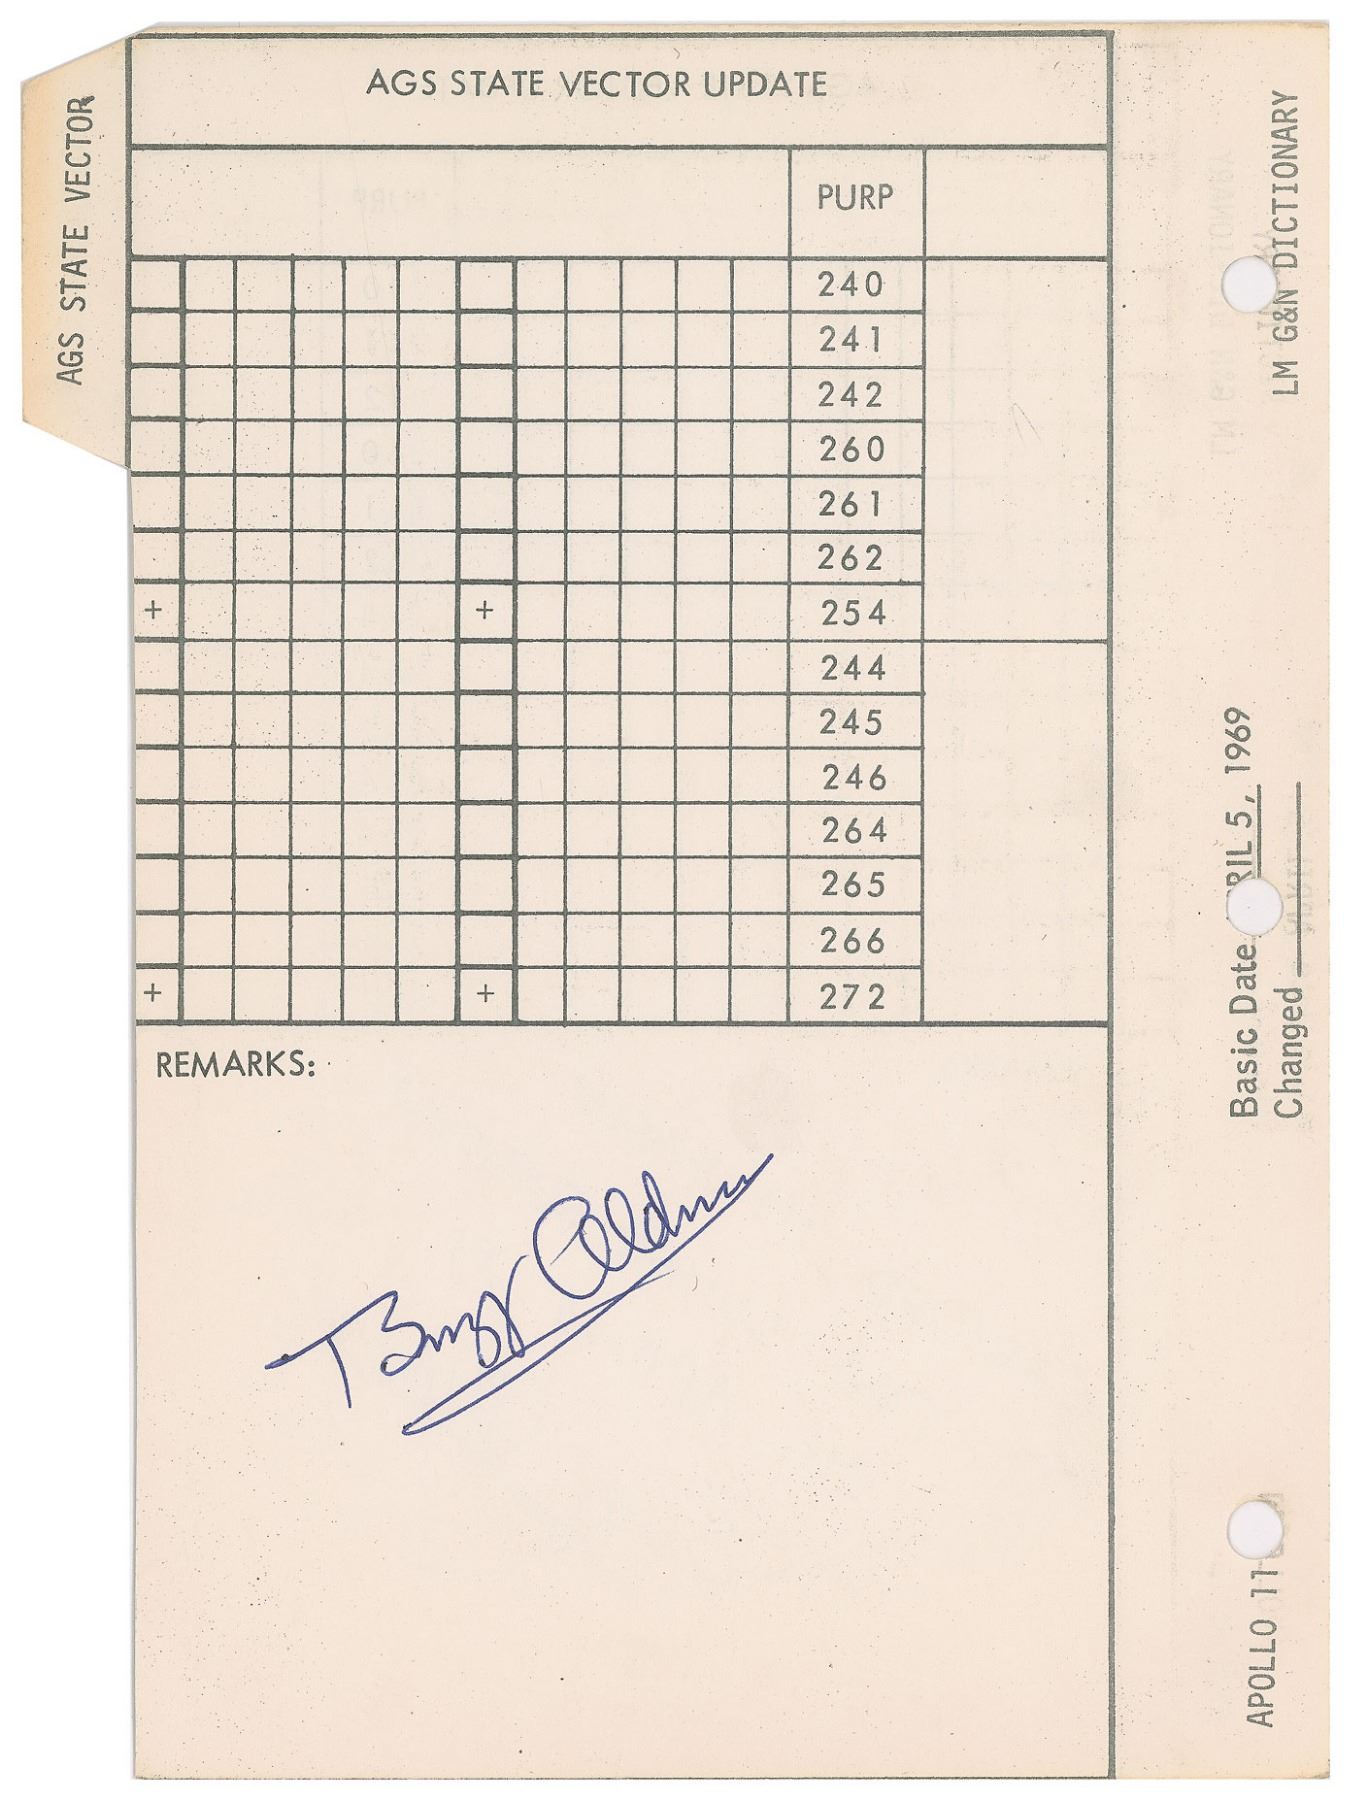 AGS STATE VECTOR UPDATE
AGS STATE VECTOR
PURP
240
241
242
260
261
262
+ + 254
244
245
246
264
265
266
+ + 272
REMARKS:
Buzz Aldrin
LM G&N DICTIONARY
Basic Date RIL 5, 1969
Changed
APOLLO 11